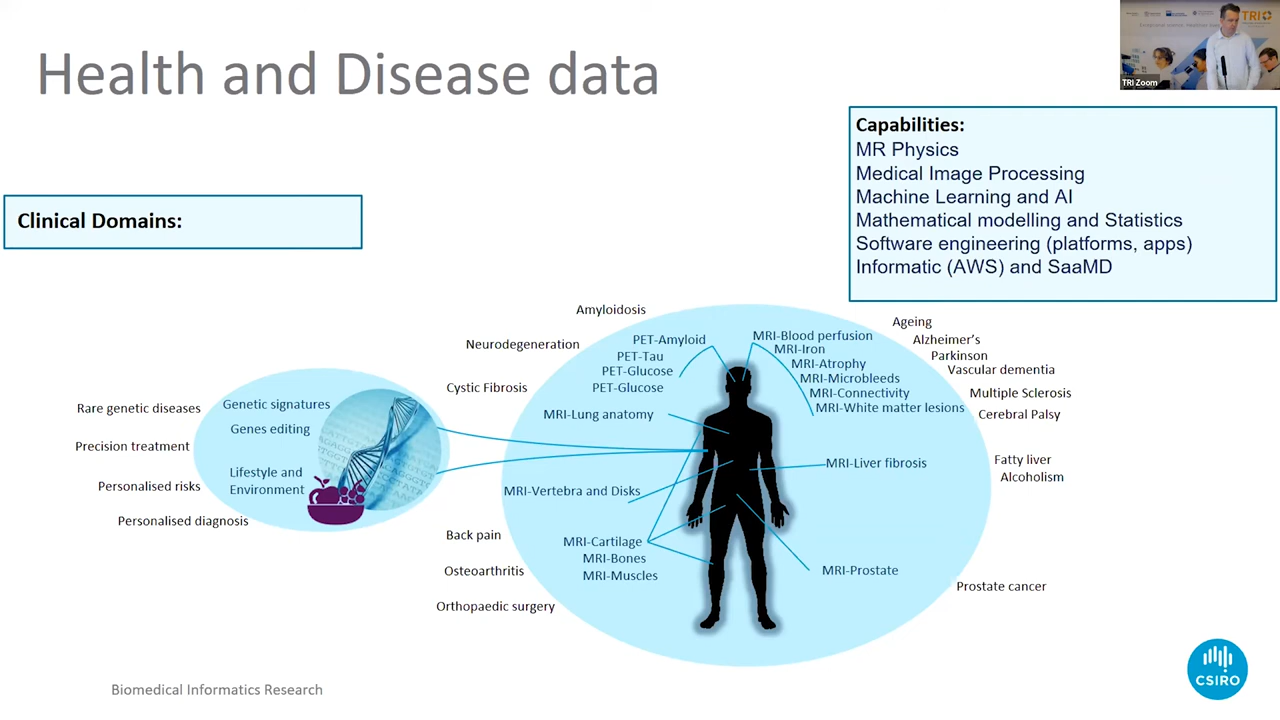 Health and Disease data
TRI
TRI Zoom
Capabilities:
MR Physics
Medical Image Processing
Machine Learning and AI
Mathematical modelling and Statistics
Software engineering (platforms, apps)
Informatic (AWS) and SaaMD
Clinical Domains:
Amyloidosis
Neurodegeneration
Cystic Fibrosis
PET-Amyloid
PET-Tau
PET-Glucose
PET-Glucose
MRI-Lung anatomy
MRI-Blood perfusion
MRI-Iron
MRI-Atrophy
MRI-Microbleeds
MRI-Connectivity
MRI-White matter lesions
Ageing
Alzheimer's
Parkinson
Vascular dementia
Multiple Sclerosis
Cerebral Palsy
Rare genetic diseases
Precision treatment
Personalised risks
Personalised diagnosis
Genetic signatures
Genes editing
Lifestyle and
Environment
MRI-Liver fibrosis
Fatty liver
Alcoholism
MRI-Vertebra and Disks
Back pain
Osteoarthritis
Orthopaedic surgery
MRI-Cartilage
MRI-Bones
MRI-Muscles
MRI-Prostate
Prostate cancer
Biomedical Informatics Research
CSIRO